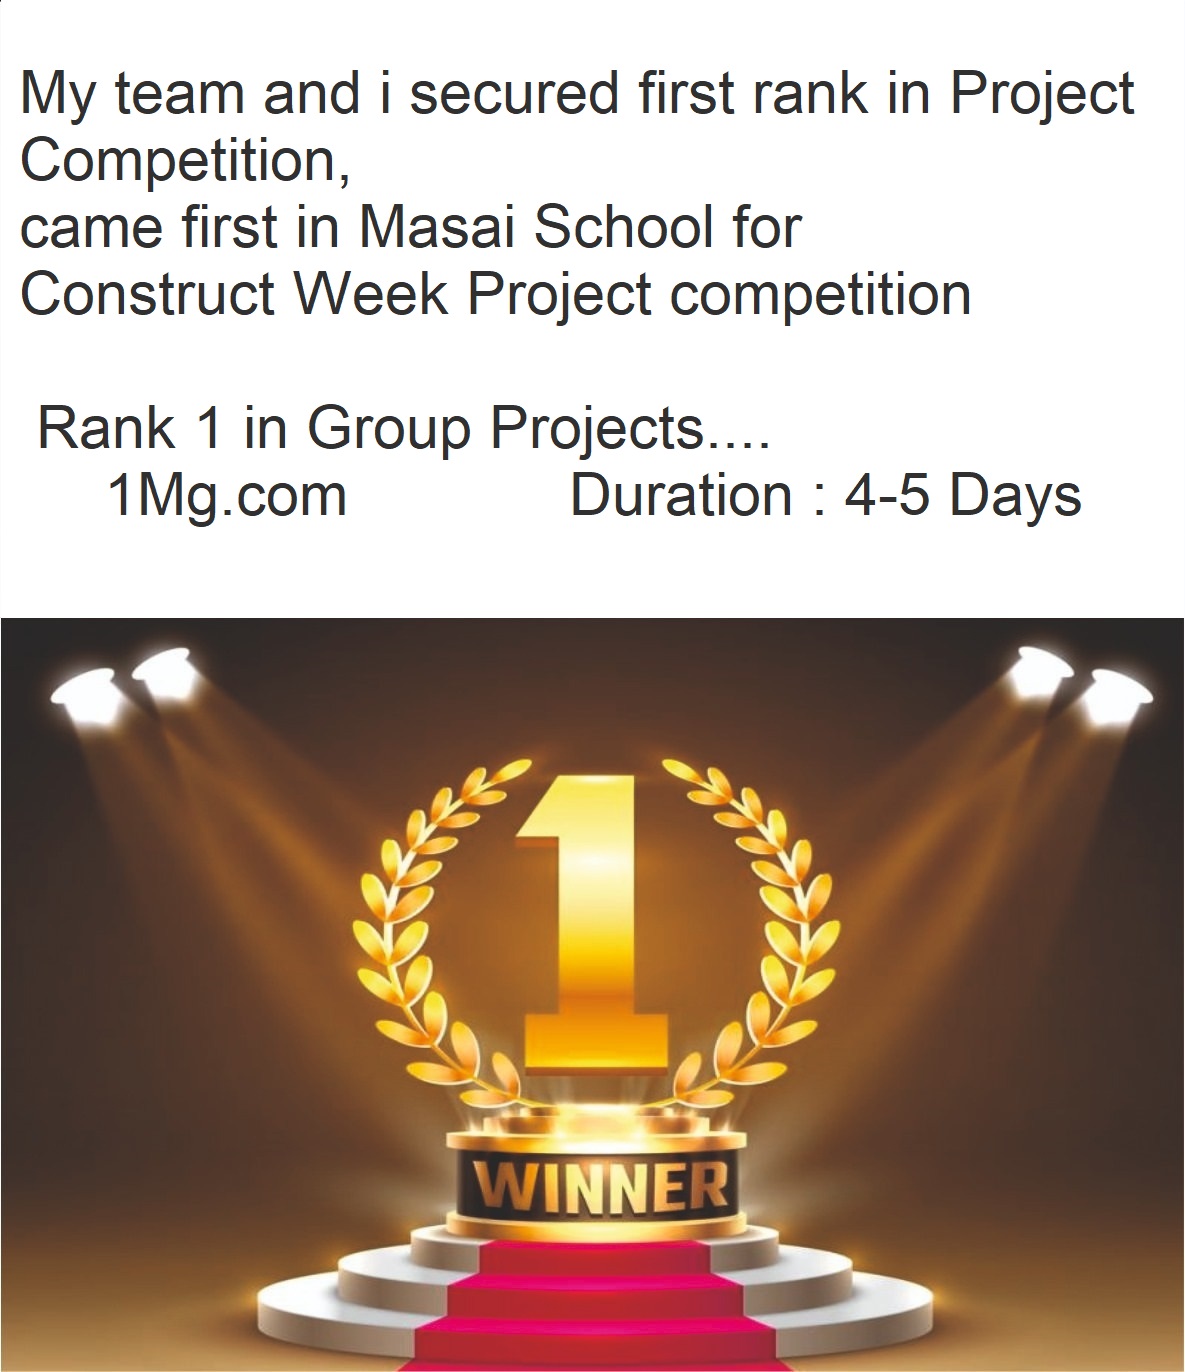 My team and i secured first rank in Project
Competition,
came first in Masai School for
Construct Week Project competition
Rank 1 in Group Projects....
1Mg.com Duration : 4-5 Days
1
WINNER